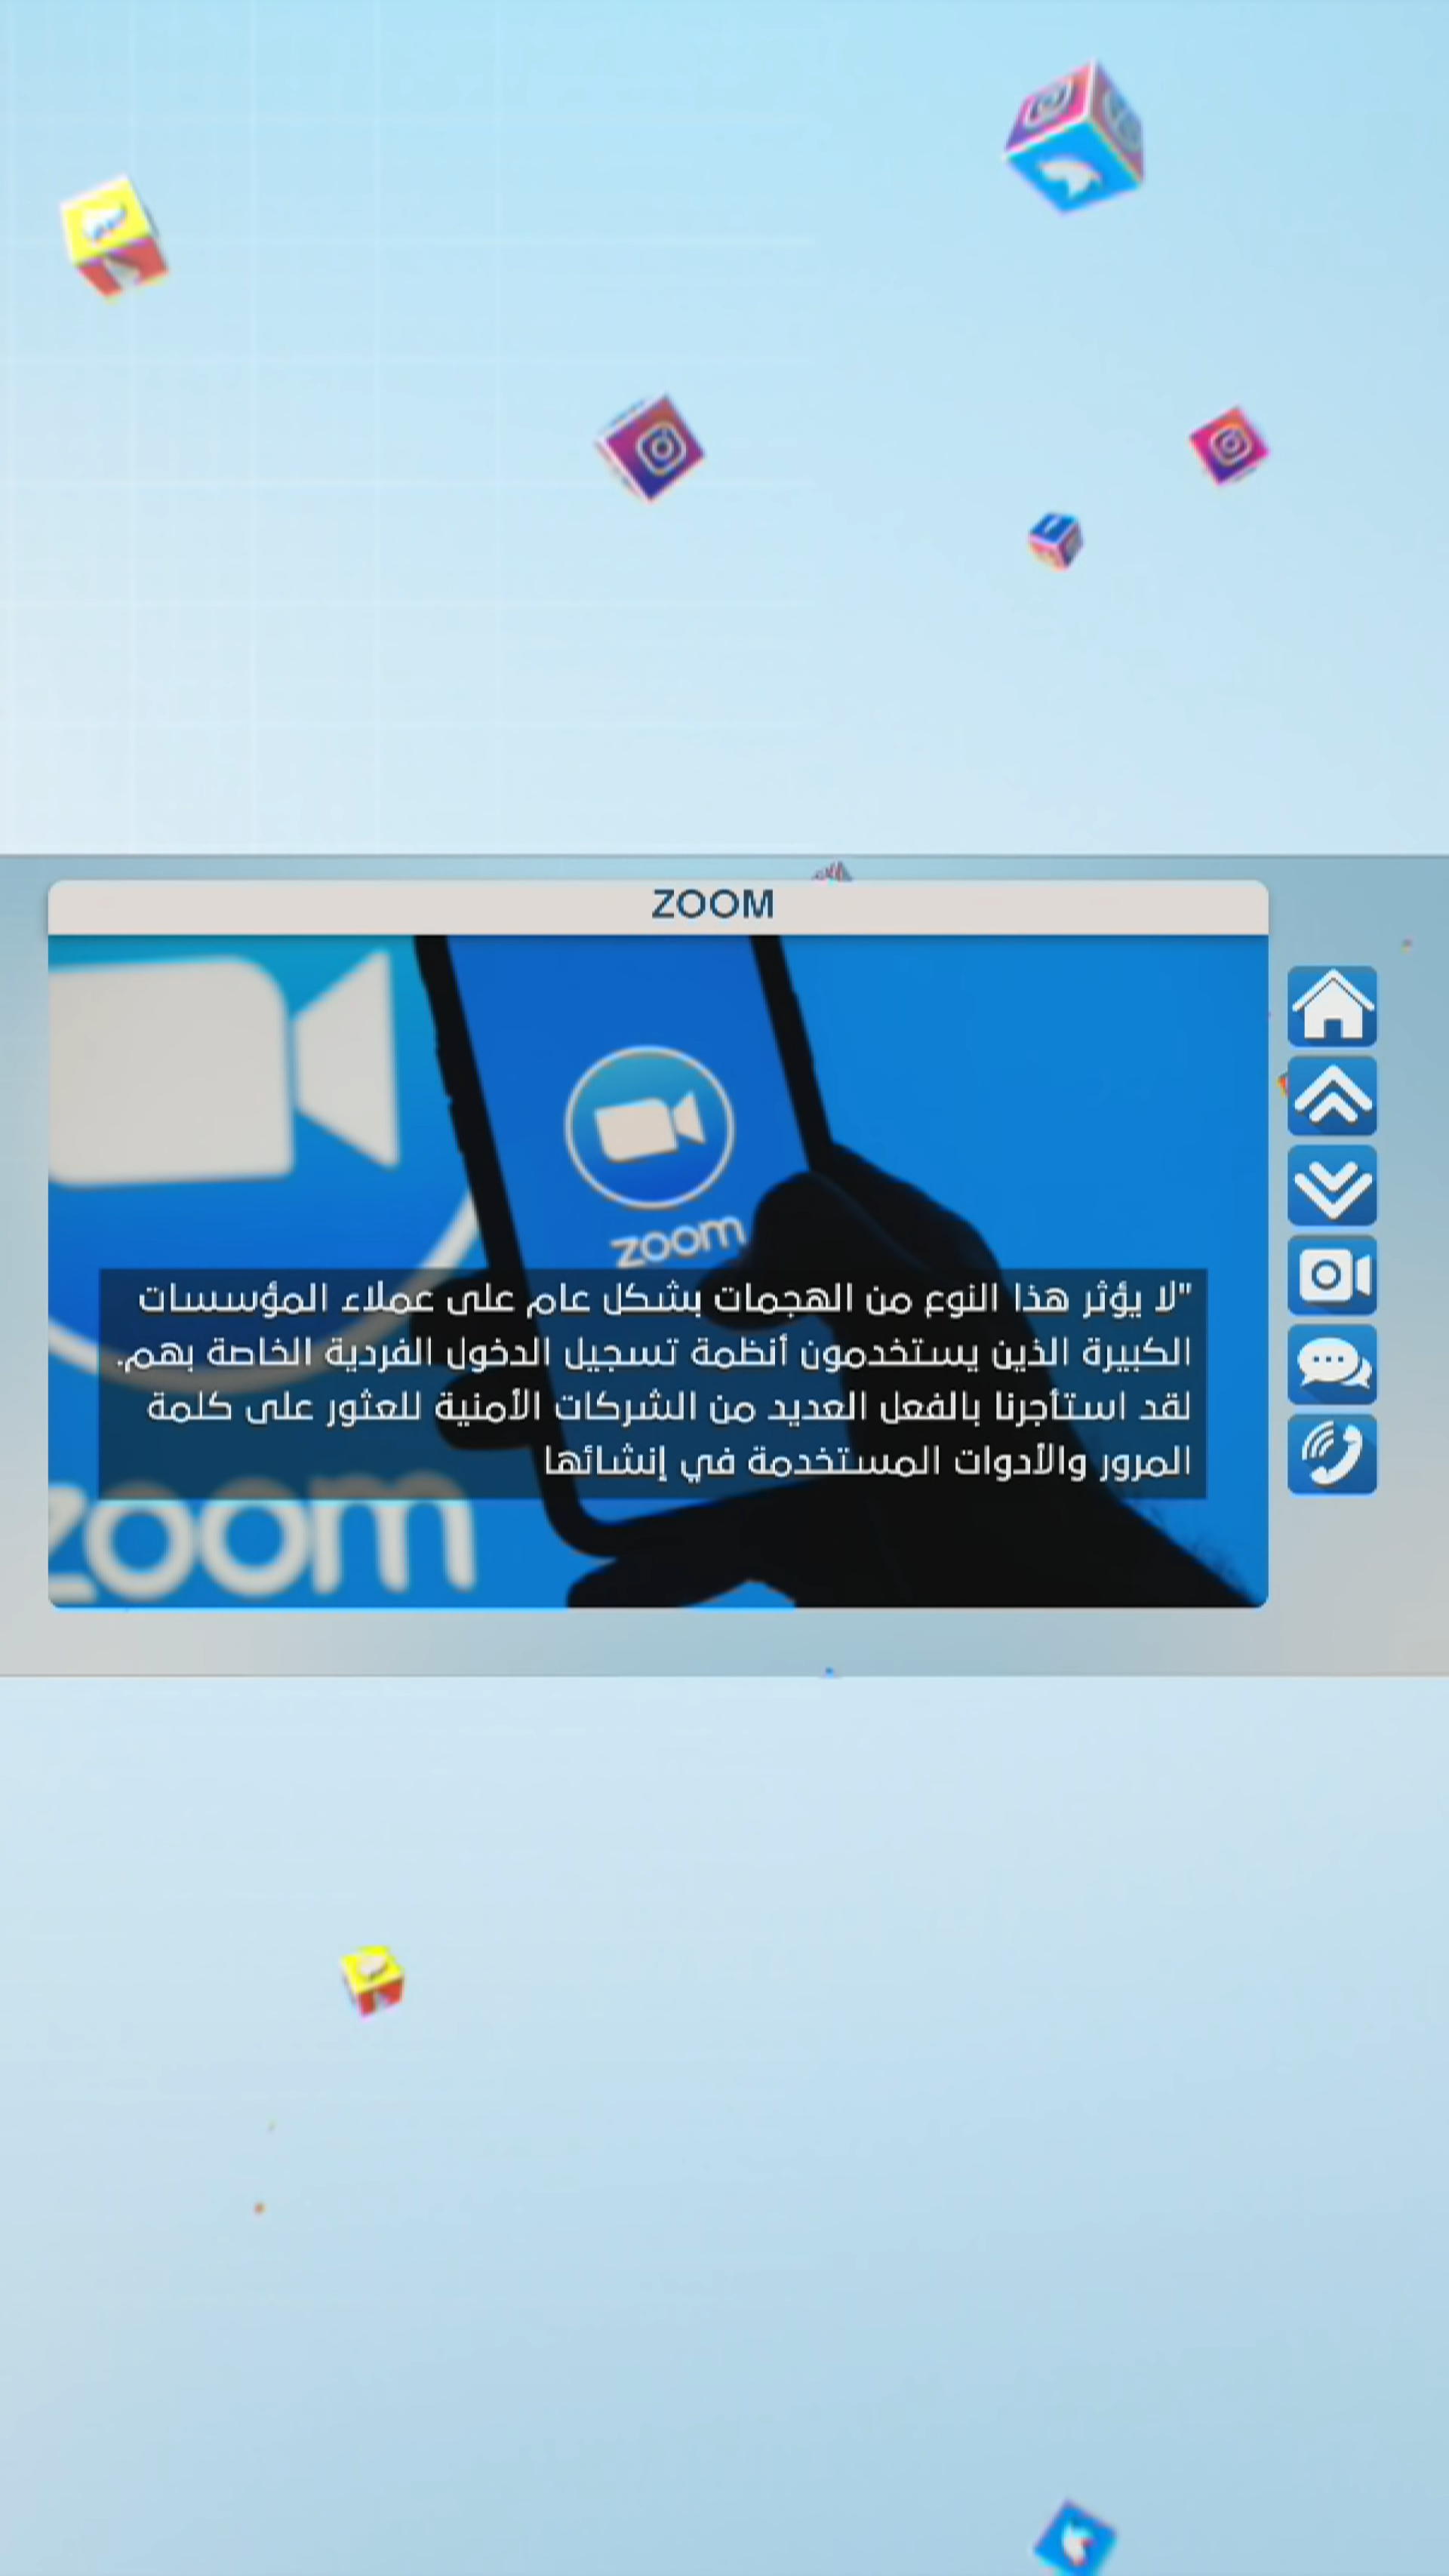 ZOOM
zoom
"لا يؤثر هذا النوع من الهجمات بشكل عام على عملاء المؤسسات
الكبيرة الذين يستخدمون أنظمة تسجيل الدخول الفردية الخاصة بهم.
لقد استأجرنا بالفعل العديد من الشركات الأمنية للعثور على كلمة
المرور والأدوات المستخدمة في إنشائها
zoom